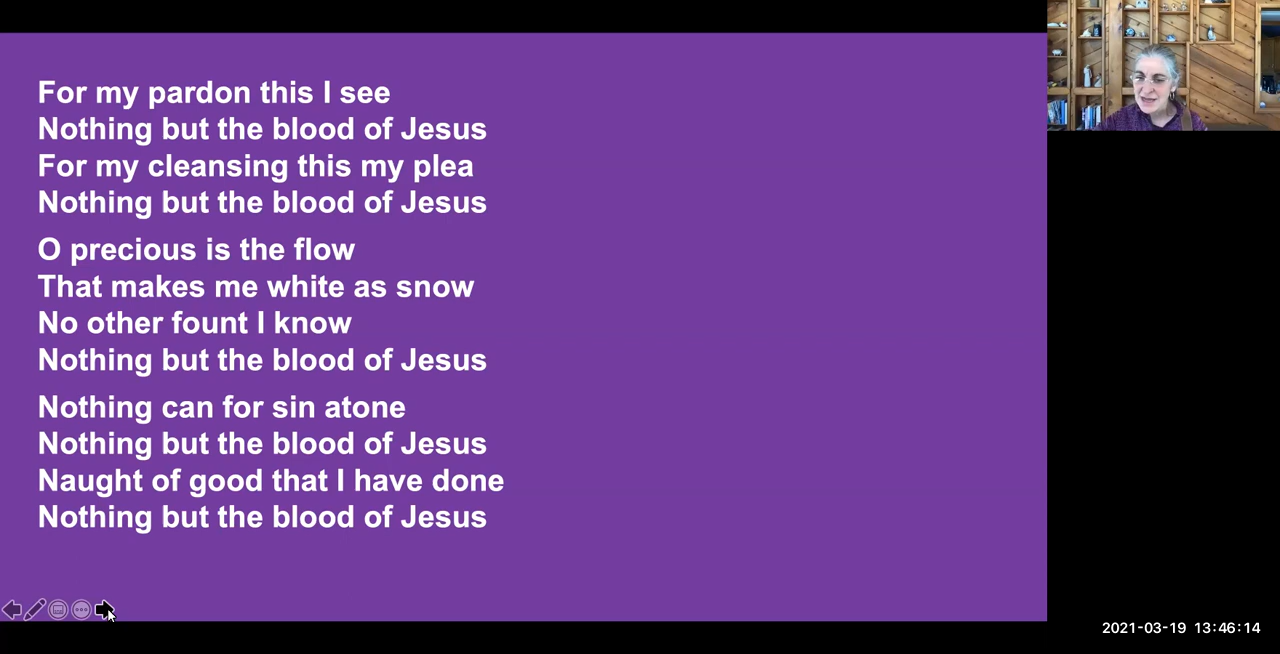 For my pardon this I see
Nothing but the blood of Jesus
For my cleansing this my plea
Nothing but the blood of Jesus
O precious is the flow
That makes me white as snow
No other fount I know
Nothing but the blood of Jesus
Nothing can for sin atone
Nothing but the blood of Jesus
Naught of good that I have done
Nothing but the blood of Jesus
2021-03-19 13:46:14